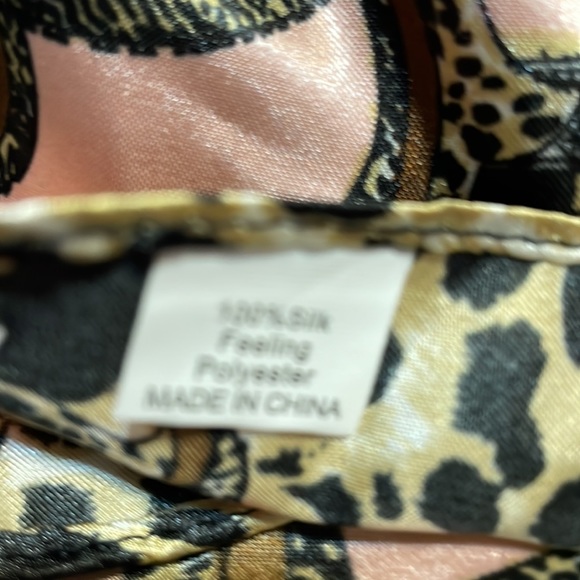 100%Silk
Feeling
Polyester
MADE IN CHINA